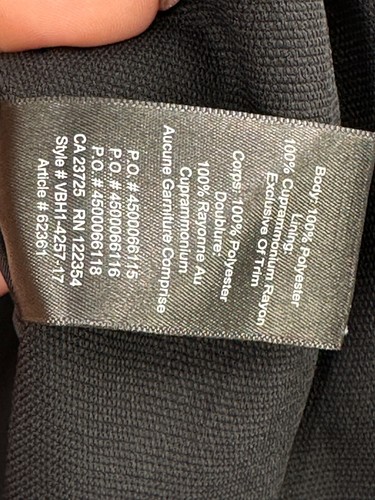 Body: 100% Polyester
Lining:
100% Cuprammonium Rayon
Exclusive Of Trim
Corps: 100% Polyester
Doublure:
100% Rayonne Au
Cuprammonium
Aucune Garniture Comprise
P.O. # 4500066115
P.O. # 4500066116
P.O. # 4500066118
CA 23725 RN 122354
Style # VBH1-4257-17
Article # 62361